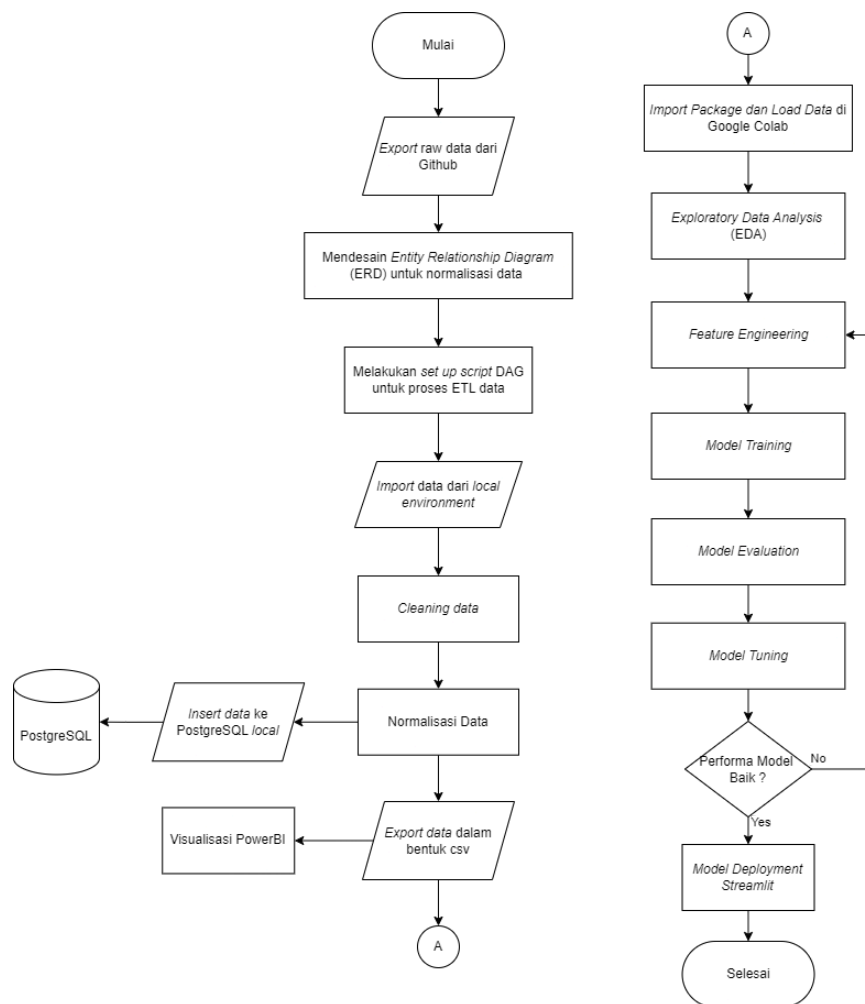 Mulai
Export raw data dari
Github
Mendesain Entity Relationship Diagram
(ERD) untuk normalisasi data
Melakukan set up script DAG
untuk proses ETL data
Import data dari local
environment
Cleaning data
Normalisasi Data
Insert data ke
PostgreSQL local
PostgreSQL
Export data dalam
bentuk csv
Visualisasi PowerBI
A
A
Import Package dan Load Data di
Google Colab
Exploratory Data Analysis
(EDA)
Feature Engineering
Model Training
Model Evaluation
Model Tuning
Performa Model
Baik ?
No
Yes
Model Deployment
Streamlit
Selesai